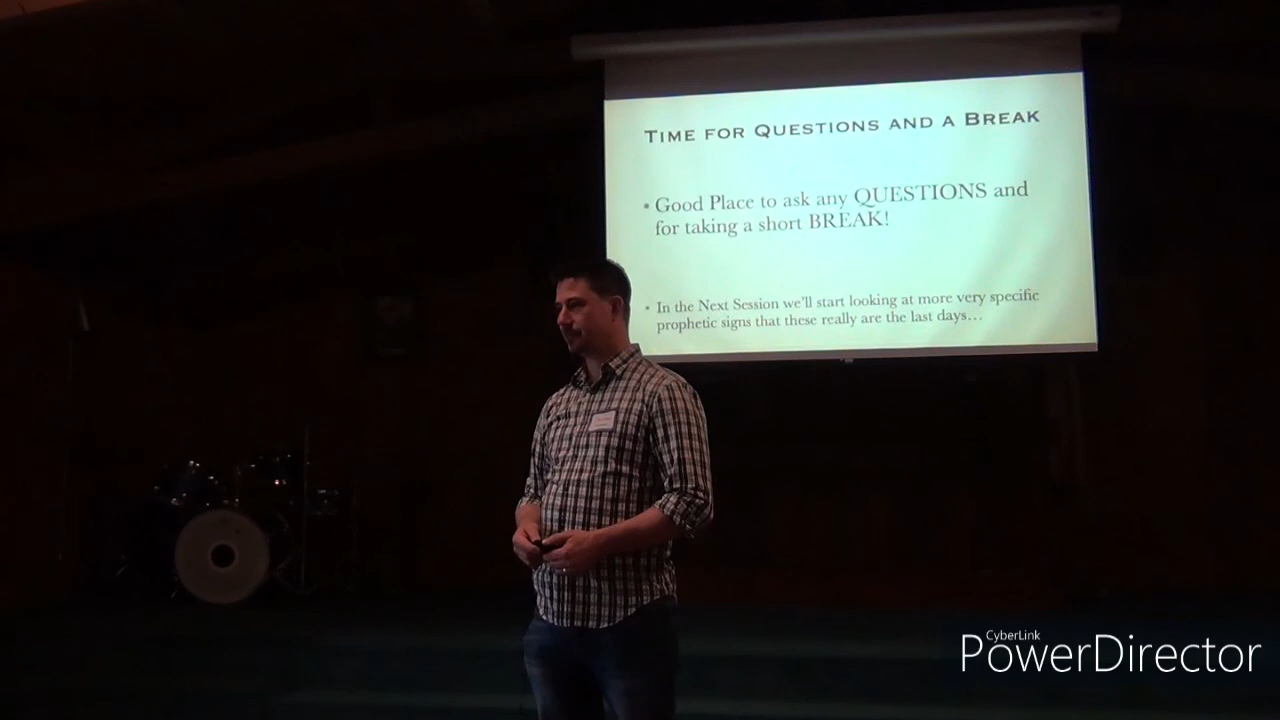 TIME FOR QUESTIONS AND A BREAK
• Good Place to ask any QUESTIONS and
for taking a short BREAK!
• In the Next Session we'll start looking at more very specific
prophetic signs that these really are the last days...
CyberLink
PowerDirector